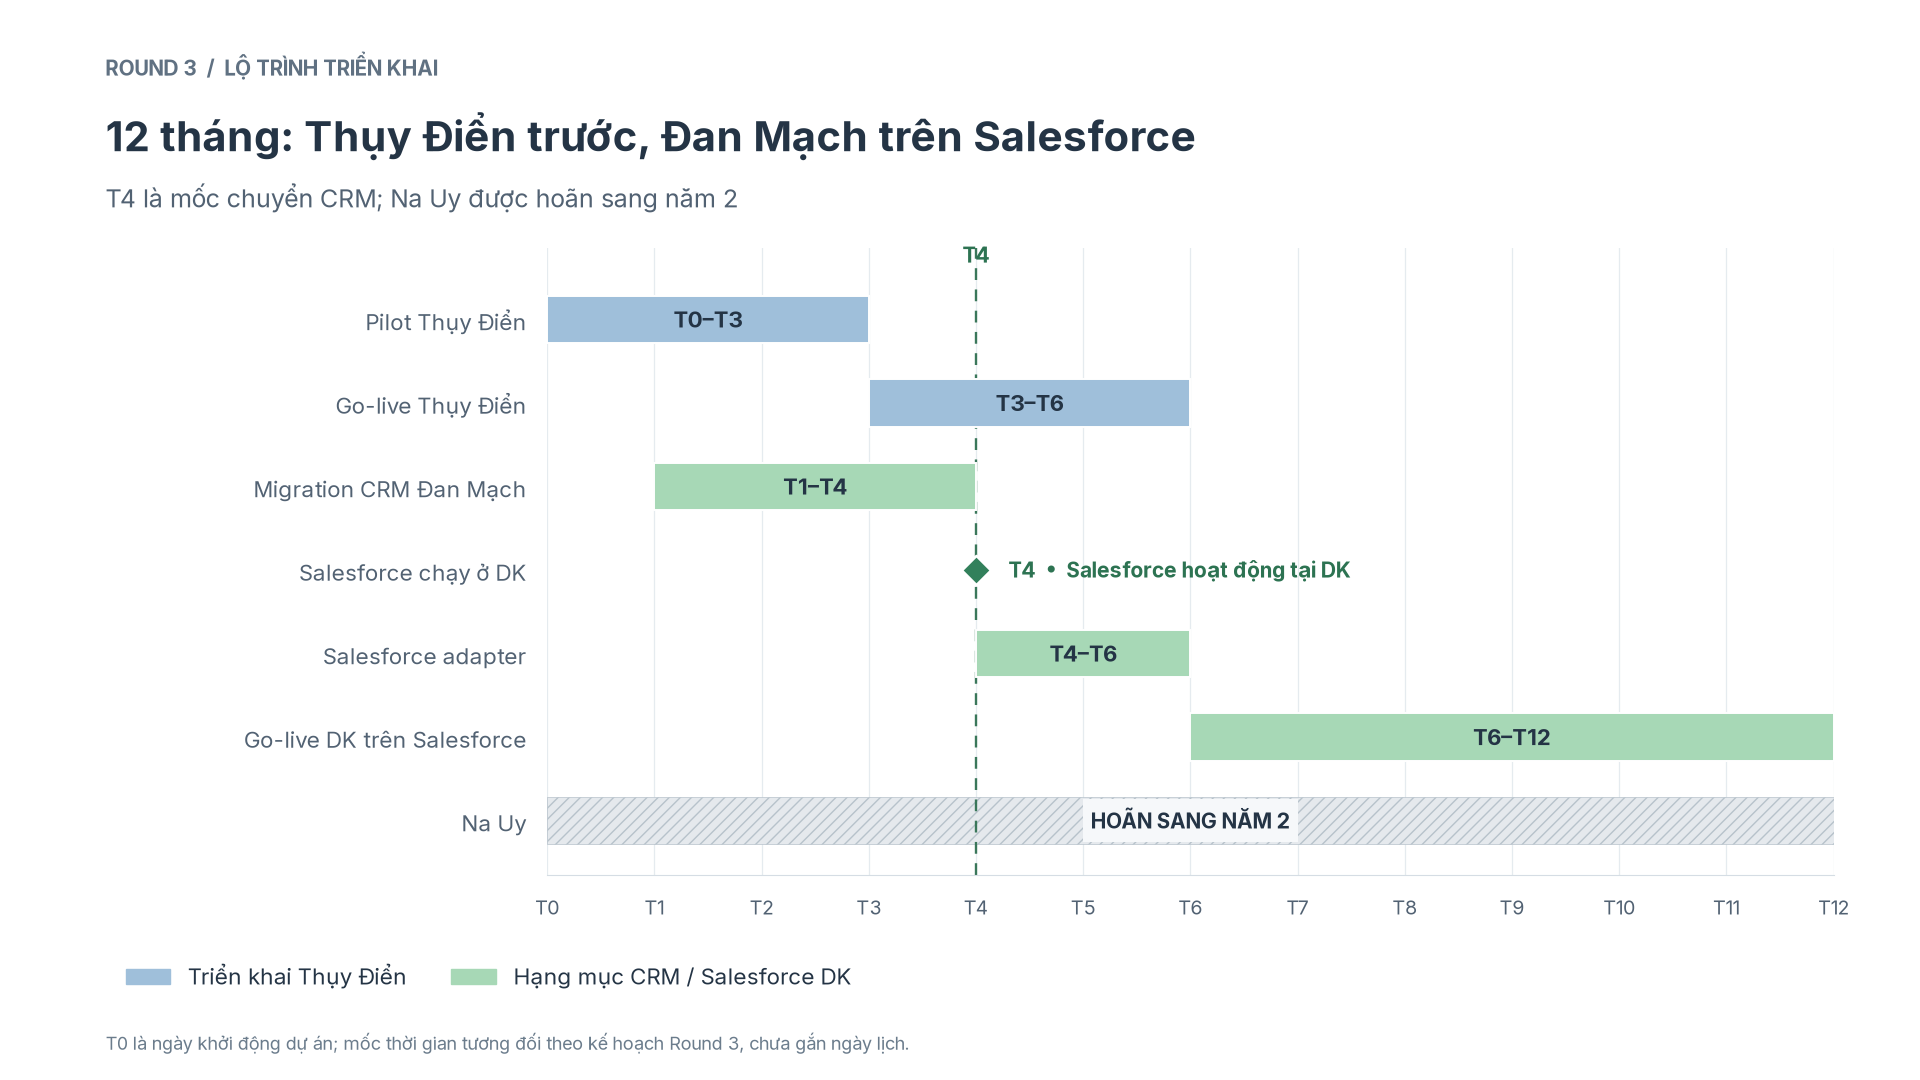 ROUND 3 / LỘ TRÌNH TRIỂN KHAI
12 tháng: Thụy Điển trước, Đan Mạch trên Salesforce
T4 là mốc chuyển CRM; Na Uy được hoãn sang năm 2
T4
Pilot Thụy Điển
T0–T3
Go-live Thụy Điển
T3–T6
Migration CRM Đan Mạch
T1–T4
Salesforce chạy ở DK
T4 • Salesforce hoạt động tại DK
Salesforce adapter
T4–T6
Go-live DK trên Salesforce
T6–T12
Na Uy
HOÃN SANG NĂM 2
T0 T1 T2 T3 T4 T5 T6 T7 T8 T9 T10 T11 T12
Triển khai Thụy Điển
Hạng mục CRM / Salesforce DK
T0 là ngày khởi động dự án; mốc thời gian tương đối theo kế hoạch Round 3, chưa gắn ngày lịch.